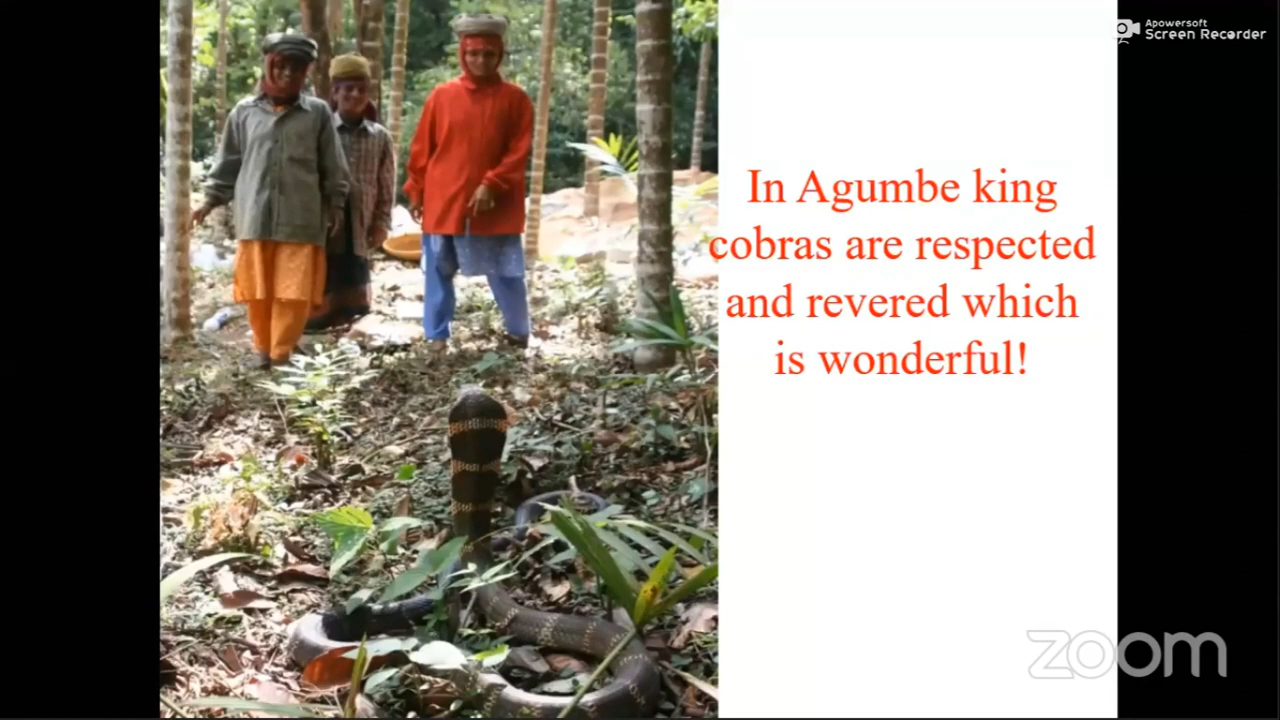 Apowersoft
Screen Recorder
In Agumbe king
cobras are respected
and revered which
is wonderful!
zoom